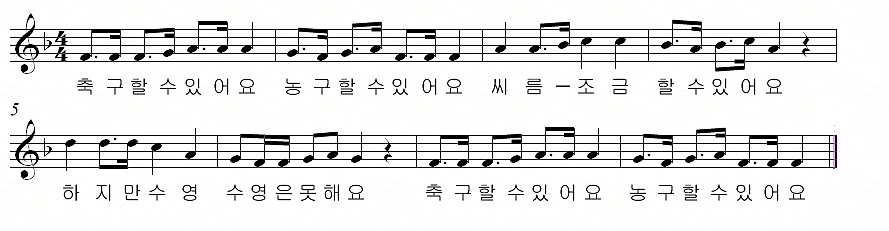 축 구 할 수 있 어 요 농 구 할 수 있 어 요 씨 름 ー 조 금 할 수 있 어 요
5
하 지 만 수 영 수 영 은 못 해 요 축 구 할 수 있 어 요 농 구 할 수 있 어 요